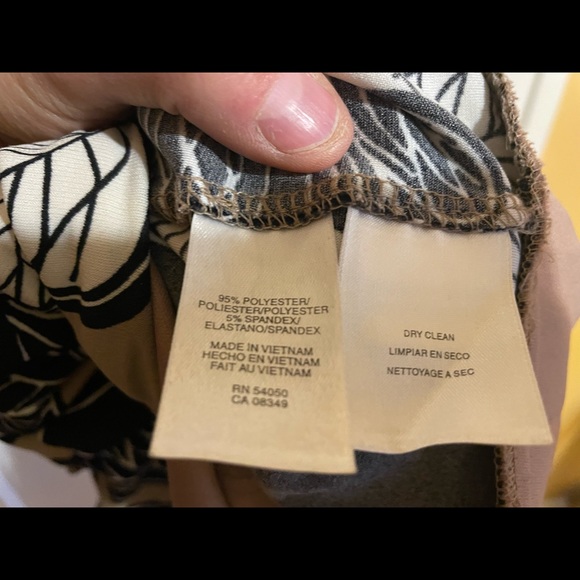 95% POLYESTER/
POLIESTER/POLYESTER
5% SPANDEX/
ELASTANO/SPANDEX
MADE IN VIETNAM
HECHO EN VIETNAM
FAIT AU VIETNAM
RN 54050
CA 08349
DRY CLEAN
LIMPIAR EN SECO
NETTOYAGE A SEC